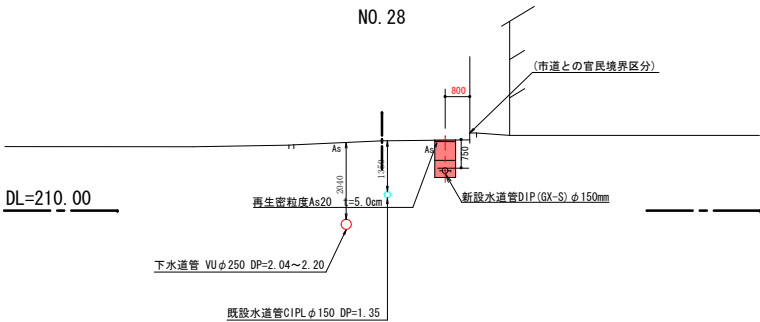 NO. 28
(市道との官民境界区分)
800
As
As
750
1350
2040
DL=210.00
再生密粒度As20 t=5.0cm
新設水道管DIP(GX-S)φ150mm
下水道管 VUφ250 DP=2.04～2.20
既設水道管CIPLφ150 DP=1.35